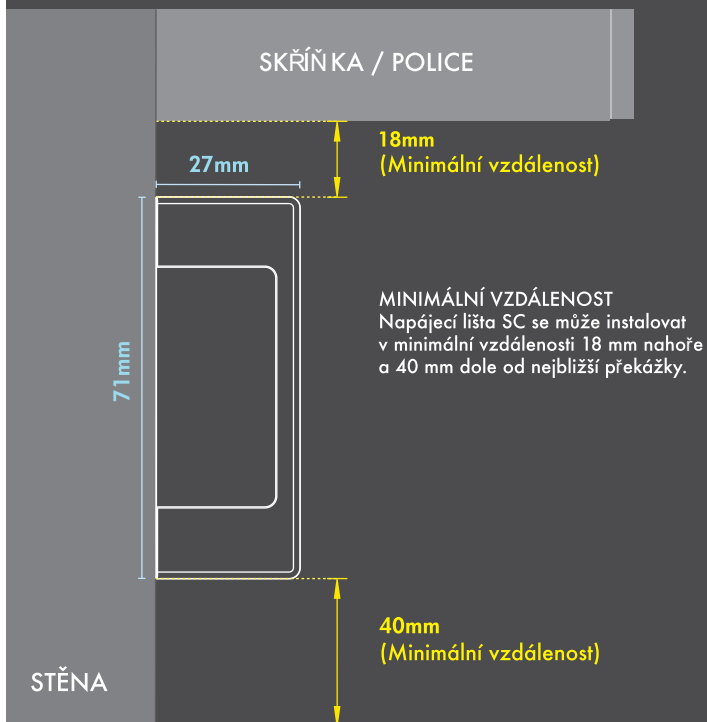 SKŘÍŇKA / POLICE
18mm
(Minimální vzdálenost)
27mm
MINIMÁLNÍ VZDÁLENOST
Napájecí lišta SC se může instalovat
v minimální vzdálenosti 18 mm nahoře
a 40 mm dole od nejbližší překážky.
71mm
40mm
(Minimální vzdálenost)
STĚNA